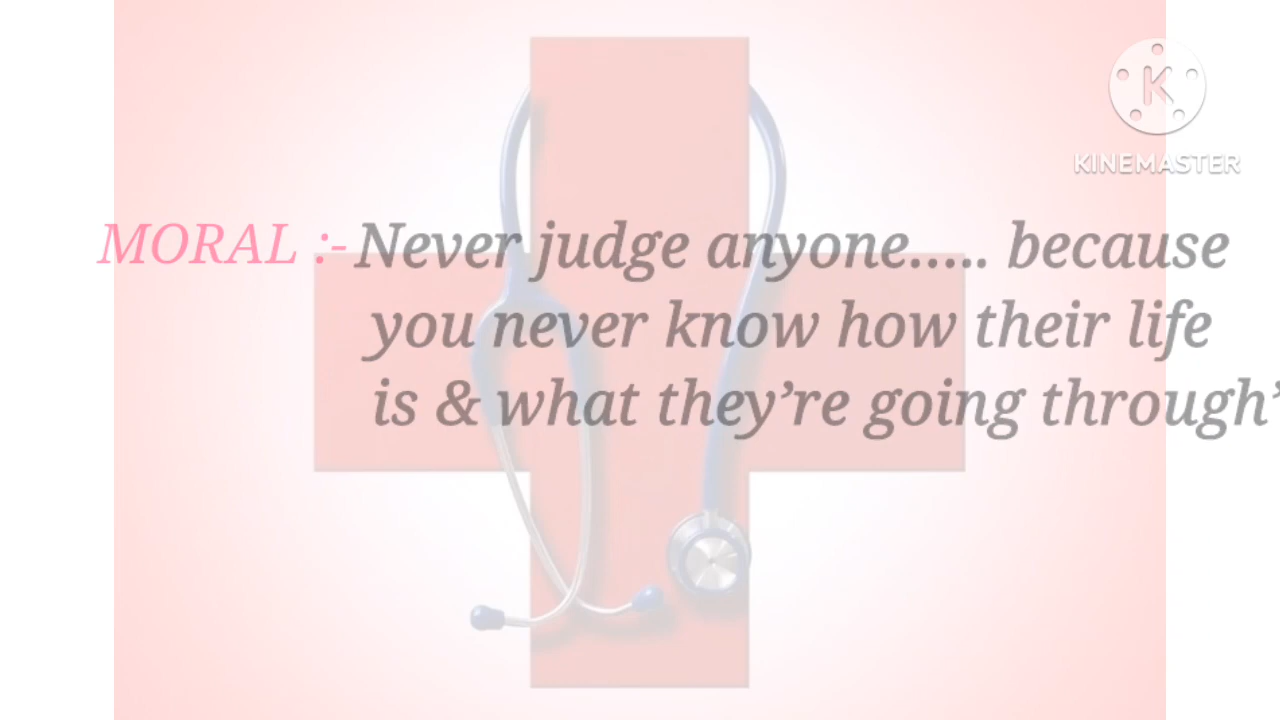 KINEMASTER
MORAL :- Never judge anyone..... because
you never know how their life
is & what they’re going through’